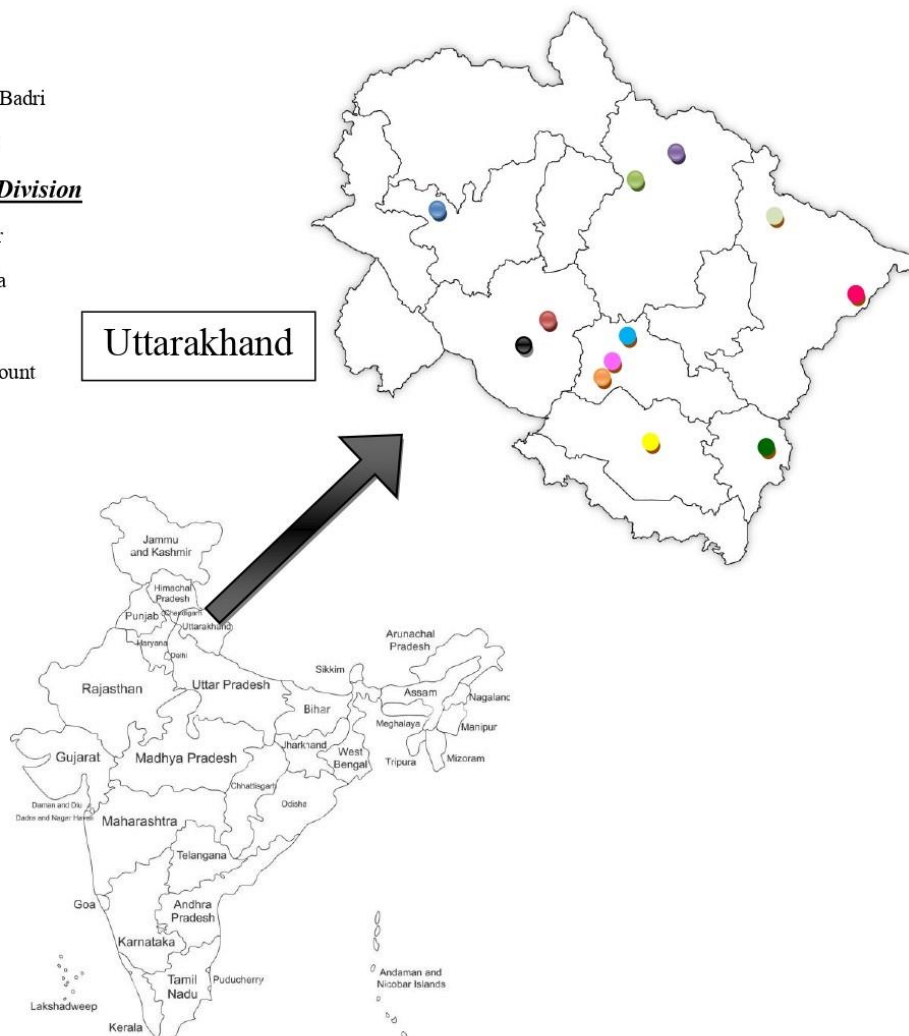 Badri
Division
r
a
ount
Uttarakhand
Jammu
and Kashmir
Himachal
Pradesh
Punjab
Chandigarh
Uttarakhand
Haryana
Delhi
Rajasthan
Uttar Pradesh
Bihar
Sikkim
Arunachal
Pradesh
Assam
Nagaland
Meghalaya
Manipur
Tripura
Mizoram
Gujarat
Madhya Pradesh
Jharkhand
West
Bengal
Chhattisgarh
Odisha
Daman and Diu
Dadra and Nagar Haveli
Maharashtra
Telangana
Goa
Andhra
Pradesh
Karnataka
Tamil
Nadu
Puducherry
Andaman and
Nicobar Islands
Lakshadweep
Kerala